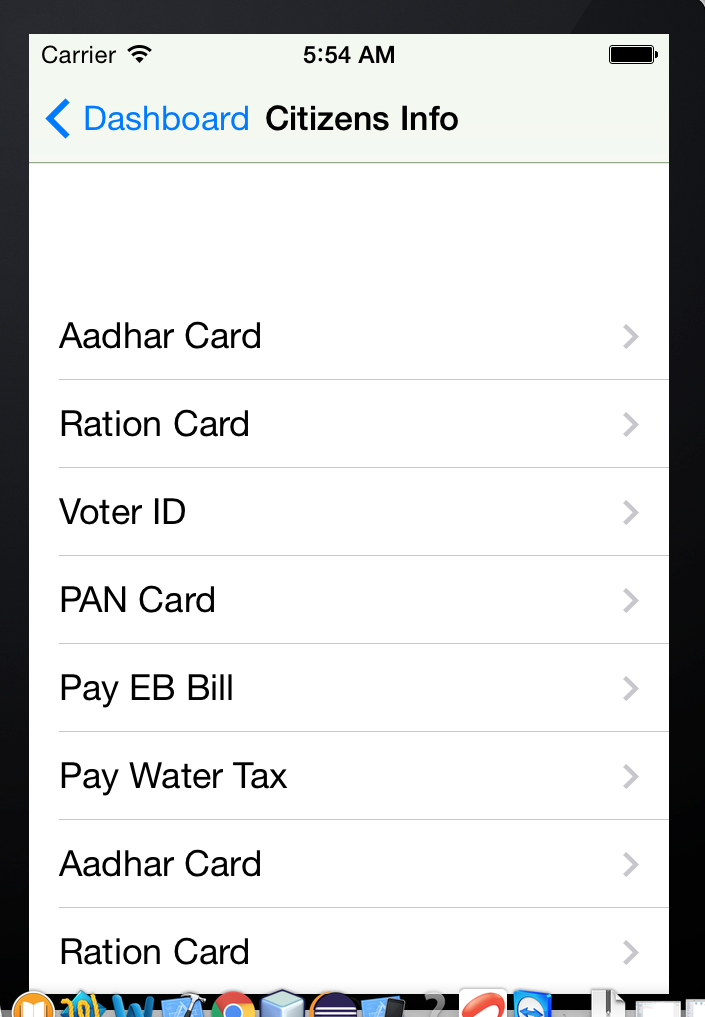 Carrier 5:54 AM
Dashboard Citizens Info
Aadhar Card
Ration Card
Voter ID
PAN Card
Pay EB Bill
Pay Water Tax
Aadhar Card
Ration Card